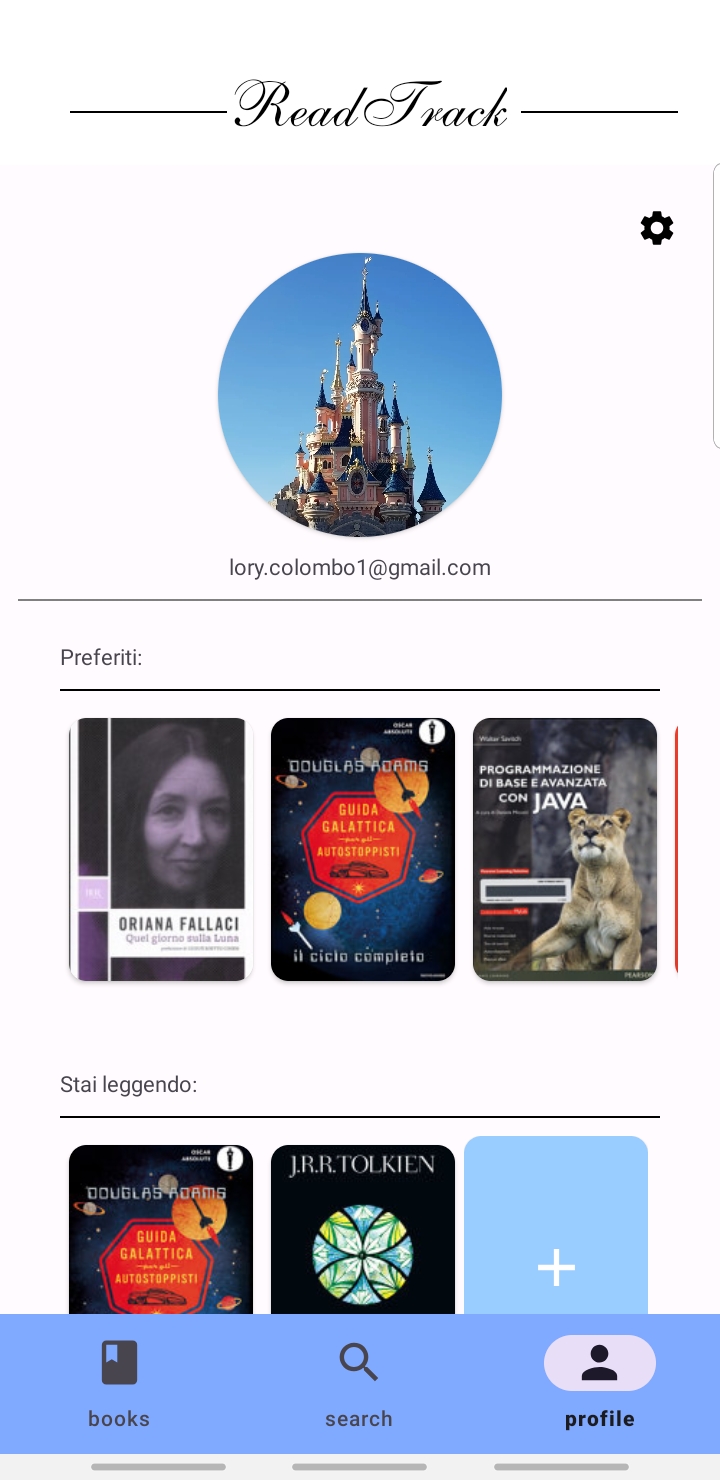 ReadTrack
lory.colombo1@gmail.com
Preferiti:
BUR
ORIANA FALLACI
Quel giorno sulla Luna
OSCAR
ABSOLUTE
DOUGLAS ADAMS
GUIDA
GALATTICA
per gli
AUTOSTOPPISTI
il ciclo completo
Walter Savitch
PROGRAMMAZIONE
DI BASE E AVANZATA
CON JAVA
PEARSON
Stai leggendo:
OSCAR
ABSOLUTE
DOUGLAS ADAMS
GUIDA
GALATTICA
per gli
AUTOSTOPPISTI
J.R.R. TOLKIEN
books
search
profile